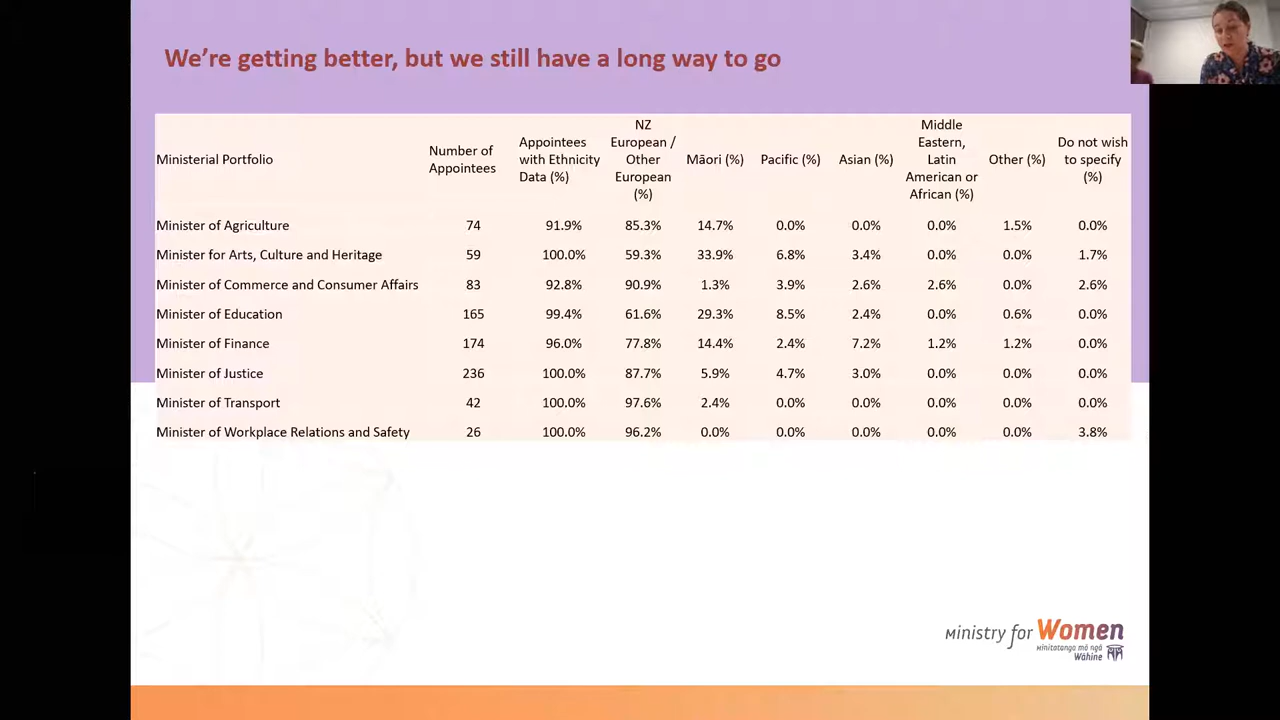 We're getting better, but we still have a long way to go
Ministerial Portfolio Number of Appointees Appointees with Ethnicity Data (%) NZ European / Other European (%) Māori (%) Pacific (%) Asian (%) Middle Eastern, Latin American or African (%) Other (%) Do not wish to specify (%)
Minister of Agriculture 74 91.9% 85.3% 14.7% 0.0% 0.0% 0.0% 1.5% 0.0%
Minister for Arts, Culture and Heritage 59 100.0% 59.3% 33.9% 6.8% 3.4% 0.0% 0.0% 1.7%
Minister of Commerce and Consumer Affairs 83 92.8% 90.9% 1.3% 3.9% 2.6% 2.6% 0.0% 2.6%
Minister of Education 165 99.4% 61.6% 29.3% 8.5% 2.4% 0.0% 0.6% 0.0%
Minister of Finance 174 96.0% 77.8% 14.4% 2.4% 7.2% 1.2% 1.2% 0.0%
Minister of Justice 236 100.0% 87.7% 5.9% 4.7% 3.0% 0.0% 0.0% 0.0%
Minister of Transport 42 100.0% 97.6% 2.4% 0.0% 0.0% 0.0% 0.0% 0.0%
Minister of Workplace Relations and Safety 26 100.0% 96.2% 0.0% 0.0% 0.0% 0.0% 0.0% 3.8%
Ministry for Women
Minitatanga mō ngā
Wāhine